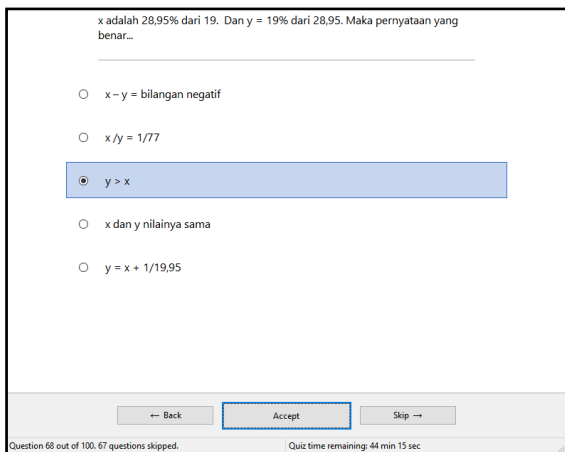 x adalah 28,95% dari 19.  Dan y = 19% dari 28,95. Maka pernyataan yang
benar...
x – y = bilangan negatif
x /y = 1/77
y > x
x dan y nilainya sama
y = x + 1/19,95
← Back
Accept
Skip →
Question 68 out of 100. 67 questions skipped.
Quiz time remaining: 44 min 15 sec